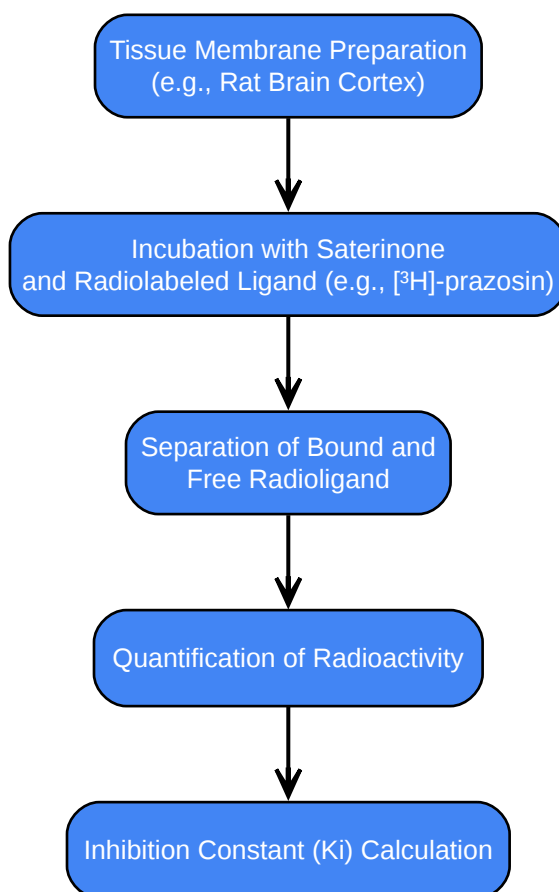 Tissue Membrane Preparation
(e.g., Rat Brain Cortex)
Incubation with Saterinone
and Radiolabeled Ligand (e.g., [³H]-prazosin)
Separation of Bound and
Free Radioligand
Quantification of Radioactivity
Inhibition Constant (Ki) Calculation